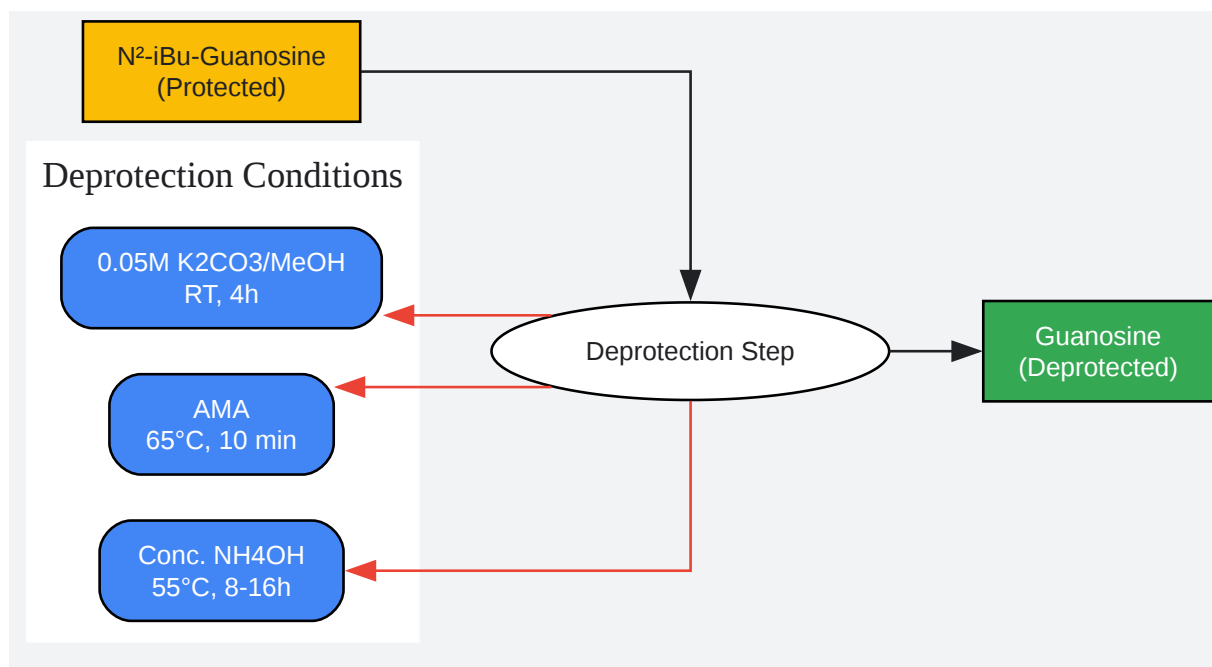 N²-iBu-Guanosine
(Protected)
Deprotection Conditions
0.05M K2CO3/MeOH
RT, 4h
AMA
65°C, 10 min
Conc. NH4OH
55°C, 8-16h
Deprotection Step
Guanosine
(Deprotected)